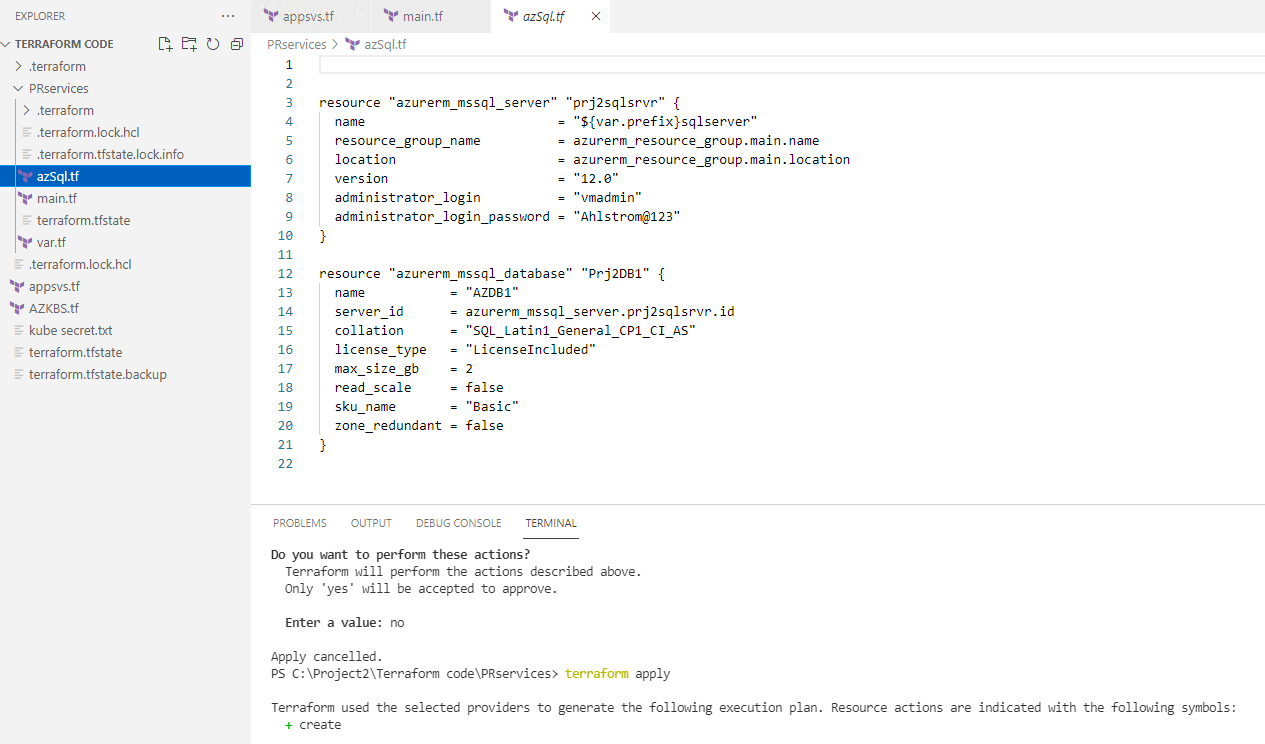 EXPLORER ···
TERRAFORM CODE
.terraform
PRservices
.terraform
.terraform.lock.hcl
.terraform.tfstate.lock.info
azSql.tf
main.tf
terraform.tfstate
var.tf
.terraform.lock.hcl
appsvs.tf
AZKBS.tf
kube secret.txt
terraform.tfstate
terraform.tfstate.backup
appsvs.tf main.tf azSql.tf ×
PRservices > azSql.tf
1
2
3 resource "azurerm_mssql_server" "prj2sqlsrvr" {
4   name                         = "${var.prefix}sqlserver"
5   resource_group_name          = azurerm_resource_group.main.name
6   location                     = azurerm_resource_group.main.location
7   version                      = "12.0"
8   administrator_login          = "vmadmin"
9   administrator_login_password = "Ahlstrom@123"
10 }
11
12 resource "azurerm_mssql_database" "Prj2DB1" {
13   name           = "AZDB1"
14   server_id      = azurerm_mssql_server.prj2sqlsrvr.id
15   collation      = "SQL_Latin1_General_CP1_CI_AS"
16   license_type   = "LicenseIncluded"
17   max_size_gb    = 2
18   read_scale     = false
19   sku_name       = "Basic"
20   zone_redundant = false
21 }
22
PROBLEMS OUTPUT DEBUG CONSOLE TERMINAL
Do you want to perform these actions?
  Terraform will perform the actions described above.
  Only 'yes' will be accepted to approve.
  Enter a value: no
Apply cancelled.
PS C:\Project2\Terraform code\PRservices> terraform apply
Terraform used the selected providers to generate the following execution plan. Resource actions are indicated with the following symbols:
  + create